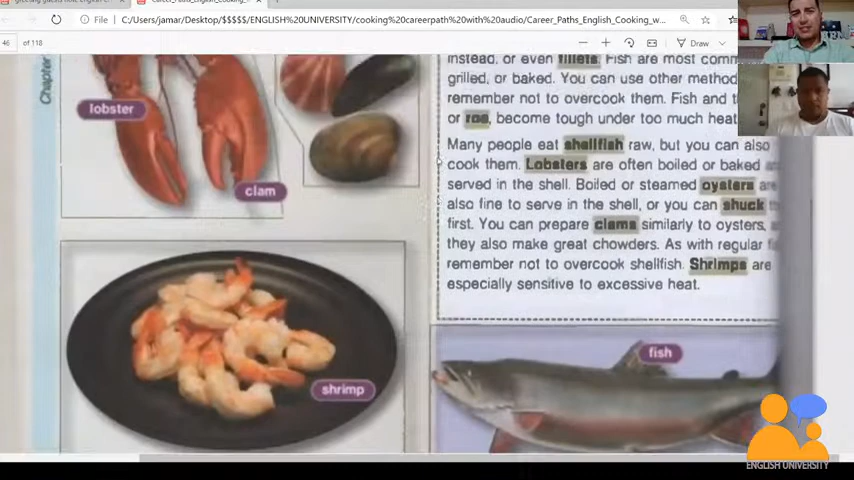 C:/Users/jamar/Desktop/$$$$$/ENGLISH UNIVERSITY/cooking%20careerpath%20with%20audio/Career_Paths_English_Cooking_w...
46 of 118
Draw
Chapter
lobster
clam
shrimp
instead, or even fillets. Fish are most comm
grilled, or baked. You can use other method
remember not to overcook them. Fish and t
or roe, become tough under too much heat
Many people eat shellfish raw, but you can also
cook them. Lobsters are often boiled or baked a
served in the shell. Boiled or steamed oysters are
also fine to serve in the shell, or you can shuck t
first. You can prepare clams similarly to oysters, a
they also make great chowders. As with regular f
remember not to overcook shellfish. Shrimps are
especially sensitive to excessive heat.
fish
ENGLISH UNIVERSITY